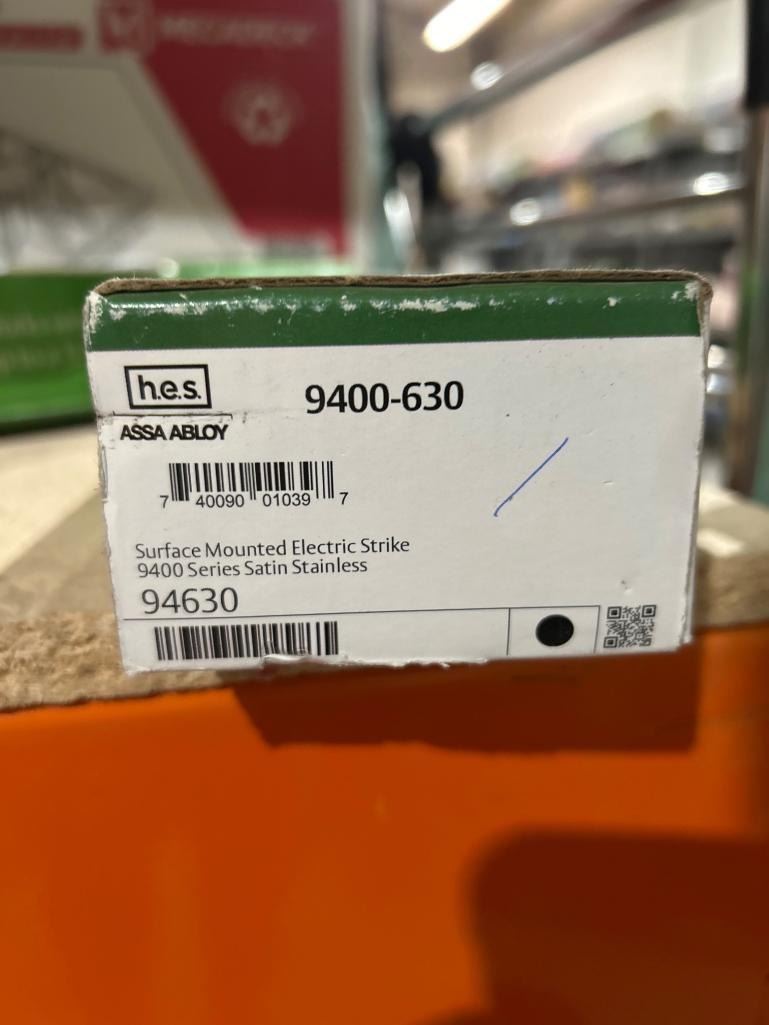 h.e.s.
ASSA ABLOY
9400-630
7 40090 01039 7
Surface Mounted Electric Strike
9400 Series Satin Stainless
94630